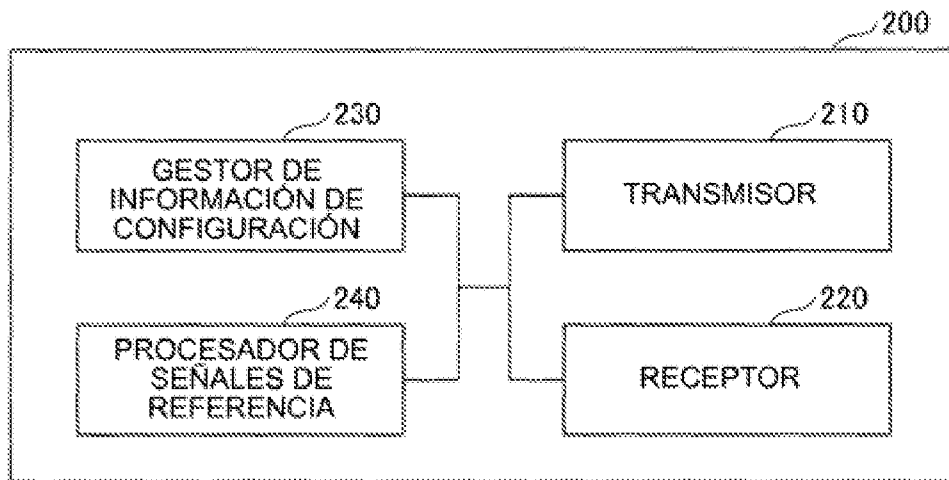 200
230
GESTOR DE
INFORMACIÓN DE
CONFIGURACIÓN
210
TRANSMISOR
240
PROCESADOR DE
SEÑALES DE
REFERENCIA
220
RECEPTOR